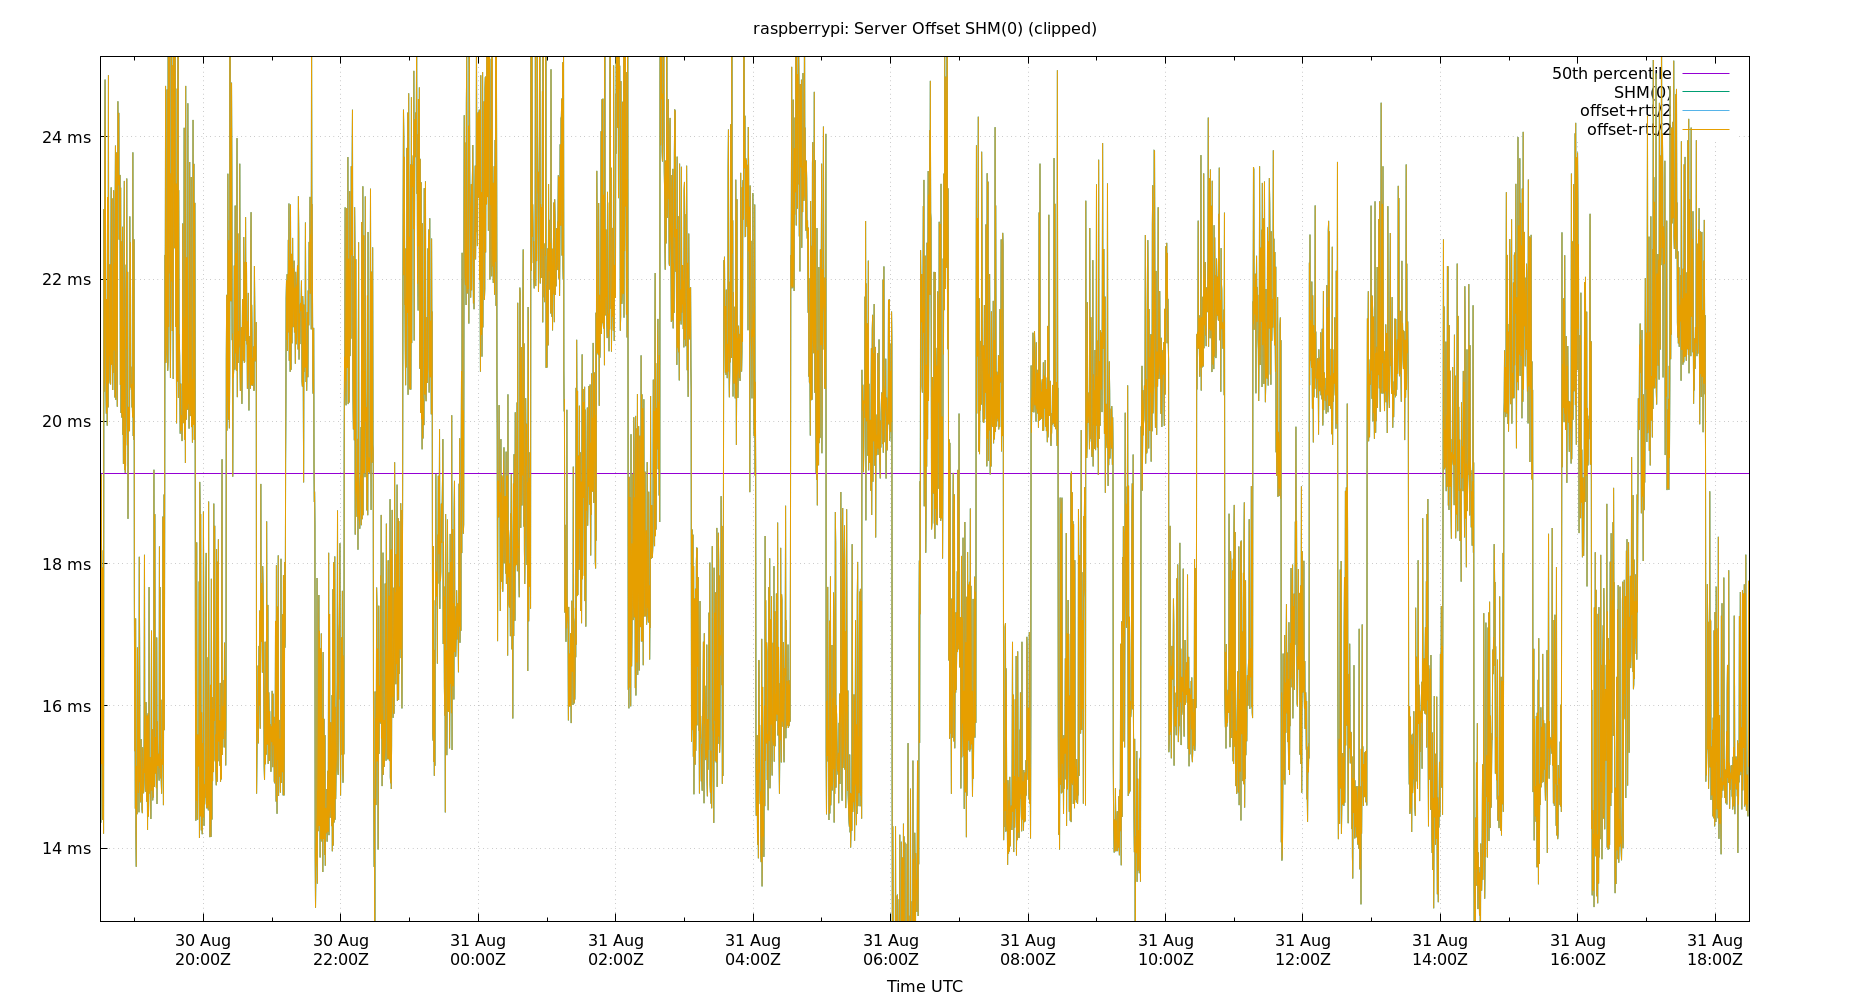 raspberrypi: Server Offset SHM(0) (clipped)
50th percentile
SHM(0)
offset+rtt/2
offset-rtt/2
24 ms
22 ms
20 ms
18 ms
16 ms
14 ms
30 Aug 30 Aug 31 Aug 31 Aug 31 Aug 31 Aug 31 Aug 31 Aug 31 Aug 31 Aug 31 Aug 31 Aug
20:00Z 22:00Z 00:00Z 02:00Z 04:00Z 06:00Z 08:00Z 10:00Z 12:00Z 14:00Z 16:00Z 18:00Z
Time UTC